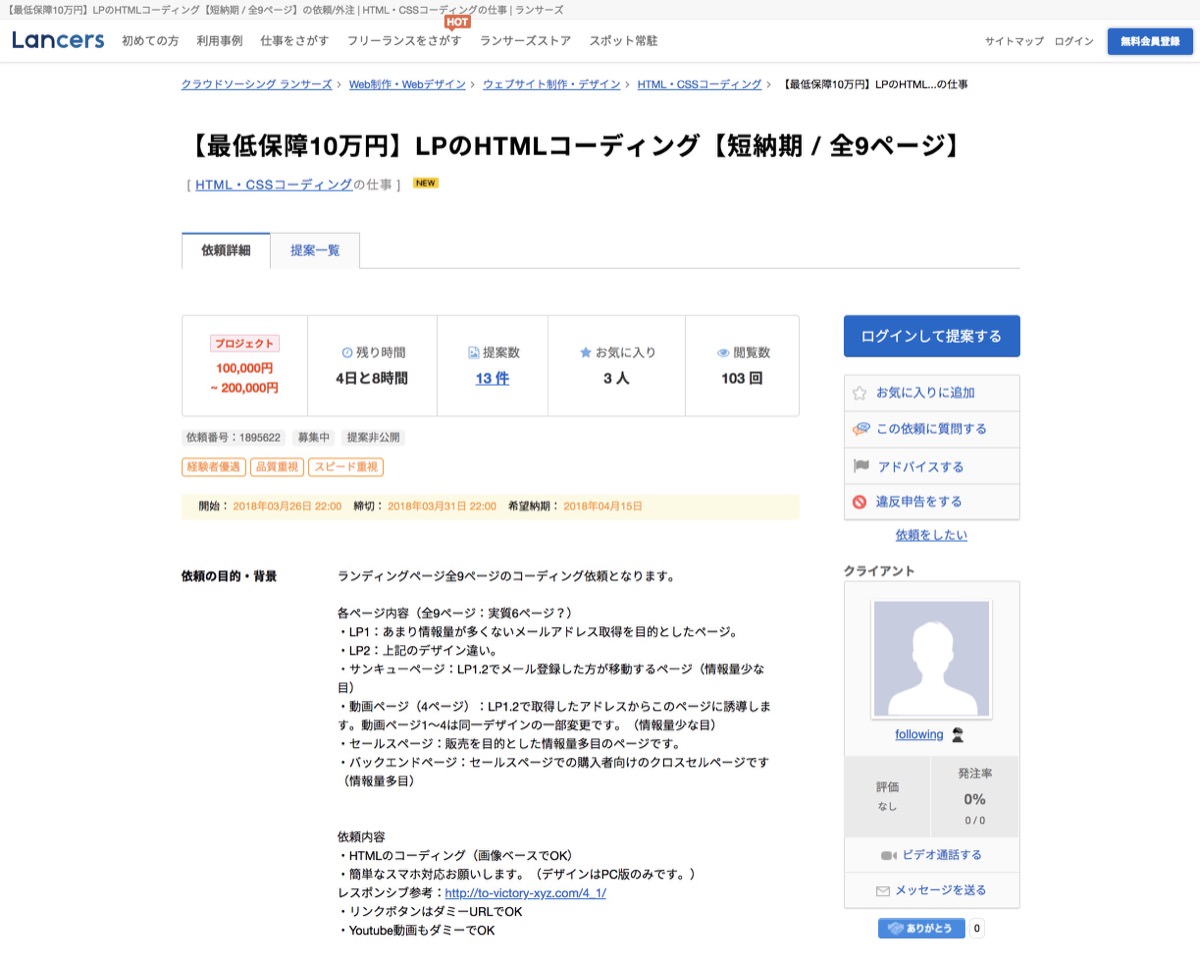 【最低保障10万円】LPのHTMLコーディング【短納期 / 全9ページ】の依頼/外注 | HTML・CSSコーディングの仕事 | ランサーズ
HOT
Lancers 初めての方 利用事例 仕事をさがす フリーランスをさがす ランサーズストア スポット常駐 サイトマップ ログイン 無料会員登録
クラウドソーシング ランサーズ › Web制作・Webデザイン › ウェブサイト制作・デザイン › HTML・CSSコーディング › 【最低保障10万円】LPのHTML...の仕事
【最低保障10万円】LPのHTMLコーディング【短納期 / 全9ページ】
[ HTML・CSSコーディングの仕事 ] NEW
依頼詳細 提案一覧
プロジェクト
100,000円
~ 200,000円
残り時間
4日と8時間
提案数
13 件
お気に入り
3 人
閲覧数
103 回
依頼番号：1895622 募集中 提案非公開
経験者優遇 品質重視 スピード重視
開始： 2018年03月26日 22:00 締切： 2018年03月31日 22:00 希望納期： 2018年04月15日
依頼の目的・背景
ランディングページ全9ページのコーディング依頼となります。
各ページ内容（全9ページ：実質6ページ？）
・LP1：あまり情報量が多くないメールアドレス取得を目的としたページ。
・LP2：上記のデザイン違い。
・サンキューページ：LP1.2でメール登録した方が移動するページ（情報量少な
目）
・動画ページ（4ページ）：LP1.2で取得したアドレスからこのページに誘導しま
す。動画ページ1〜4は同一デザインの一部変更です。（情報量少な目）
・セールスページ：販売を目的とした情報量多目のページです。
・バックエンドページ：セールスページでの購入者向けのクロスセルページです
（情報量多目）
依頼内容
・HTMLのコーディング（画像ベースでOK）
・簡単なスマホ対応お願いします。（デザインはPC版のみです。）
レスポンシブ参考：http://to-victory-xyz.com/4_1/
・リンクボタンはダミーURLでOK
・Youtube動画もダミーでOK
ログインして提案する
お気に入りに追加
この依頼に質問する
アドバイスする
違反申告をする
依頼をしたい
クライアント
following
評価
なし
発注率
0%
0 / 0
ビデオ通話する
メッセージを送る
ありがとう 0